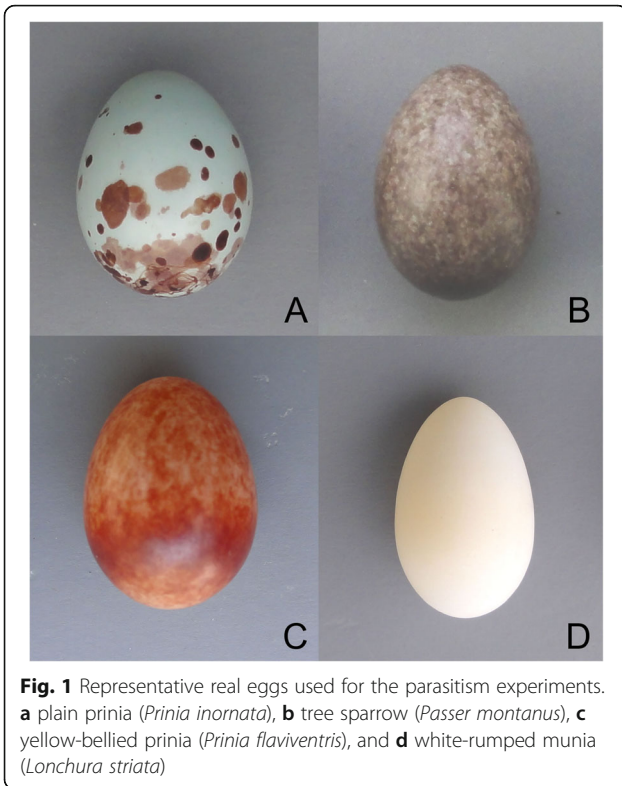 A
B
C
D
Fig. 1 Representative real eggs used for the parasitism experiments.
a plain prinia (Prinia inornata), b tree sparrow (Passer montanus), c
yellow-bellied prinia (Prinia flaviventris), and d white-rumped munia
(Lonchura striata)